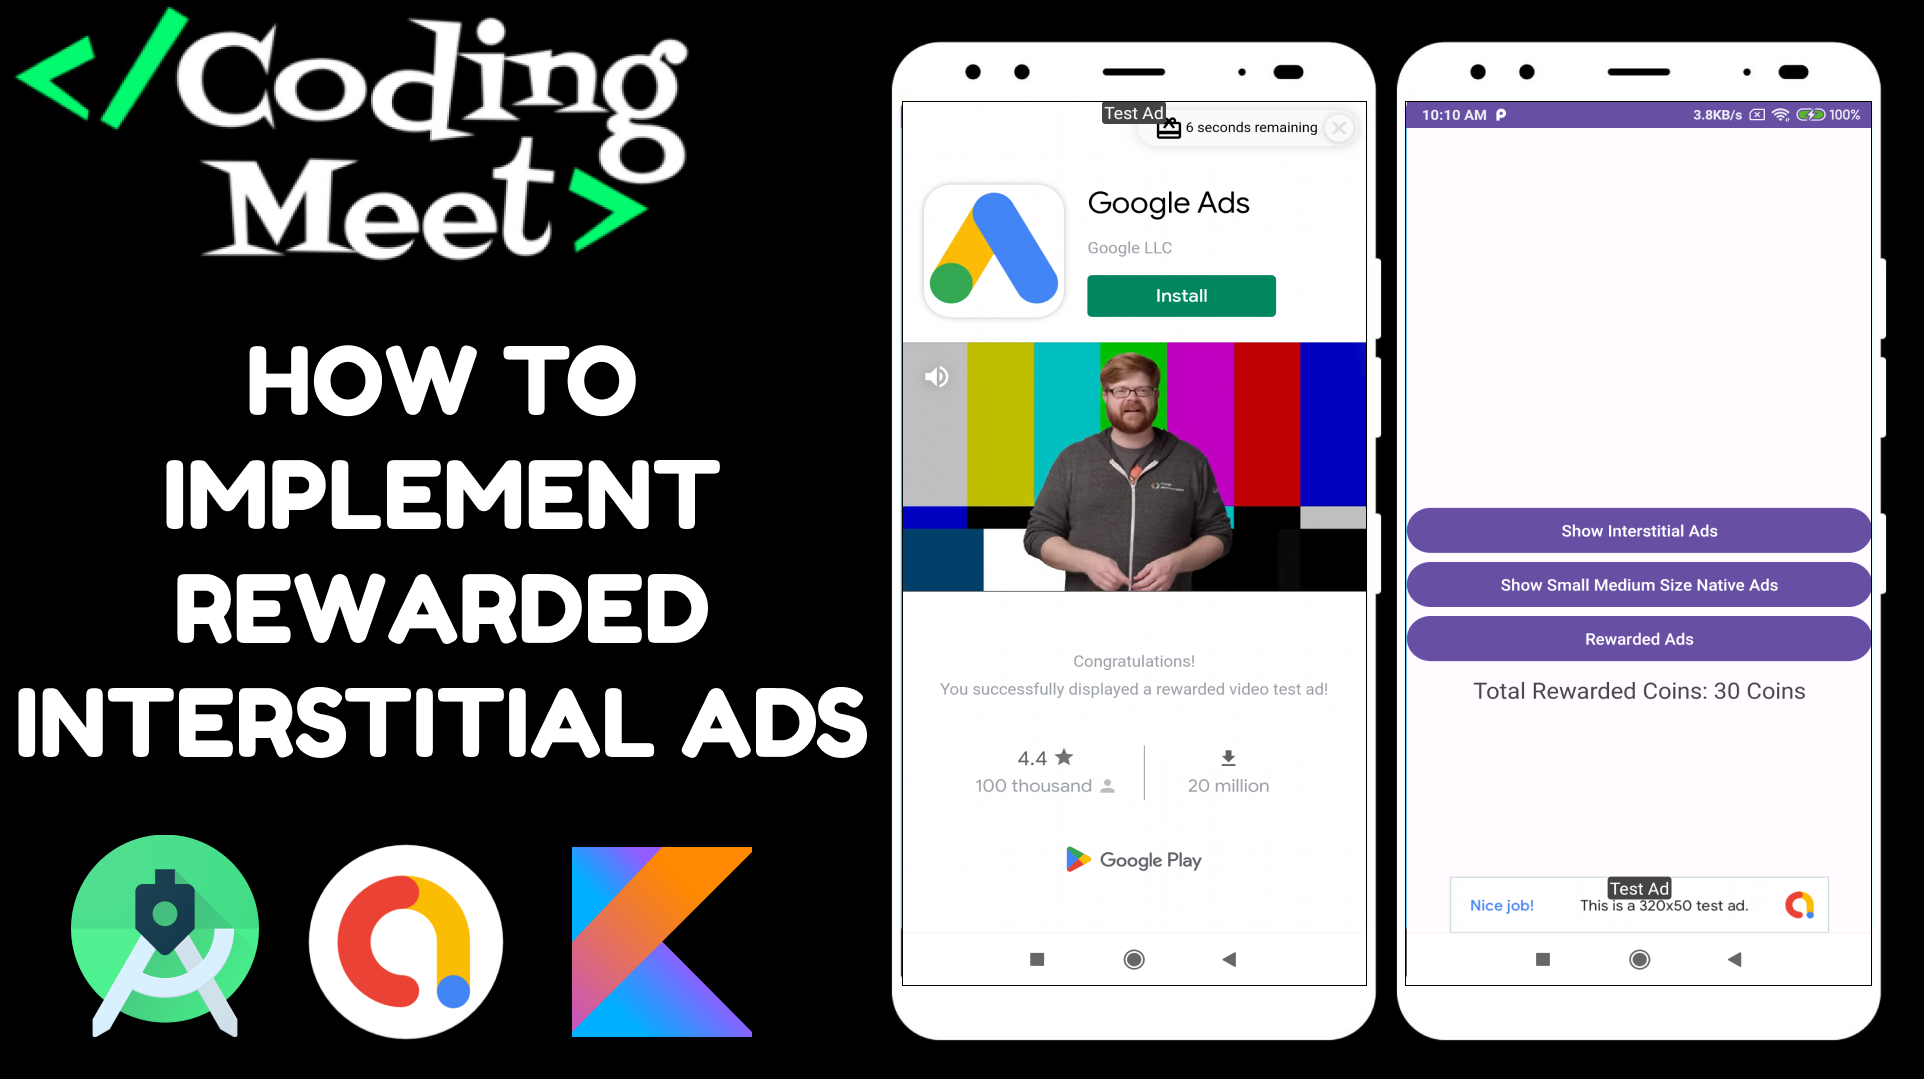 </Coding
Meet>
HOW TO
IMPLEMENT
REWARDED
INTERSTITIAL ADS
Test Ad
6 seconds remaining
Google Ads
Google LLC
Install
Congratulations!
You successfully displayed a rewarded video test ad!
4.4
100 thousand
20 million
Google Play
10:10 AM
3.8KB/s
100%
Show Interstitial Ads
Show Small Medium Size Native Ads
Rewarded Ads
Total Rewarded Coins: 30 Coins
Test Ad
Nice job!
This is a 320x50 test ad.